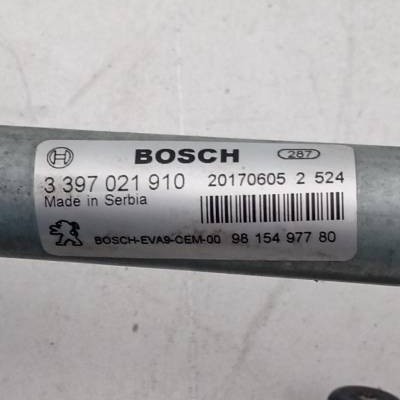 BOSCH 287
3 397 021 910 20170605 2 524
Made in Serbia
BOSCH-EVA9-CEM-00 98 154 977 80